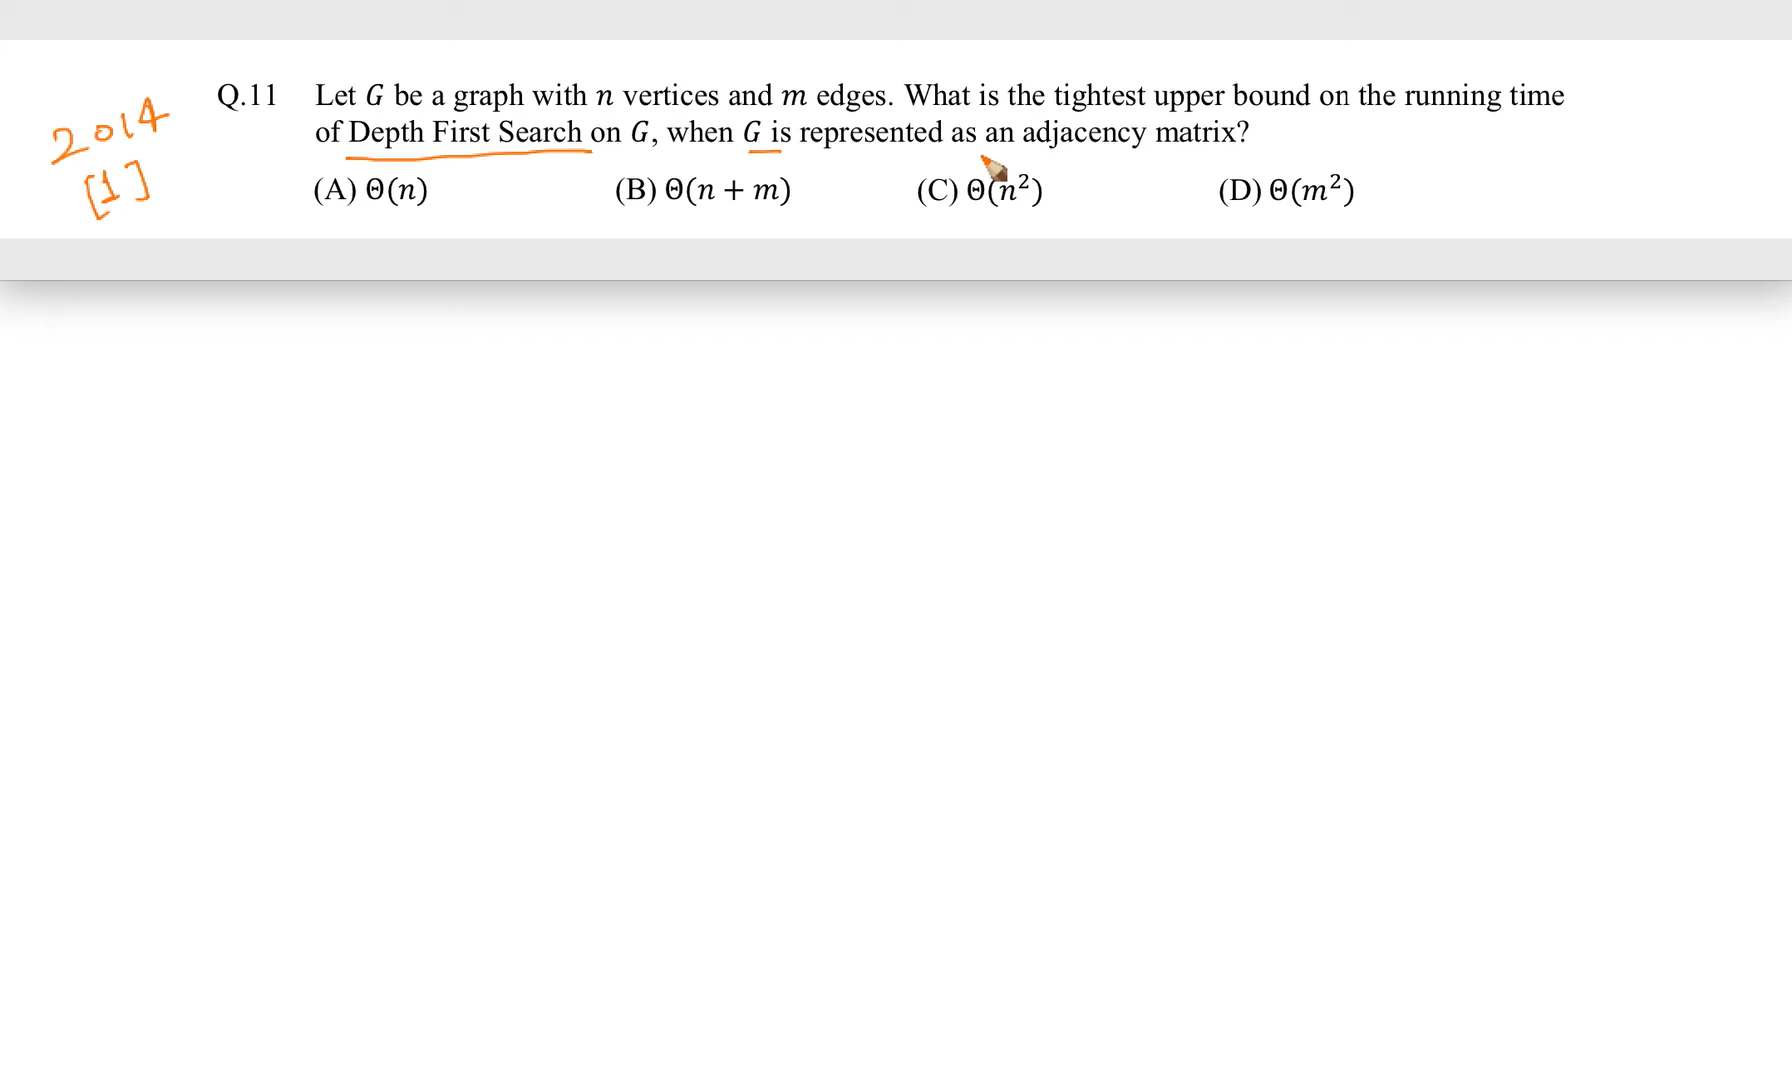 2014
[1]
Q.11 Let G be a graph with n vertices and m edges. What is the tightest upper bound on the running time
of Depth First Search on G, when G is represented as an adjacency matrix?
(A) Θ(n) (B) Θ(n + m) (C) Θ(n²) (D) Θ(m²)